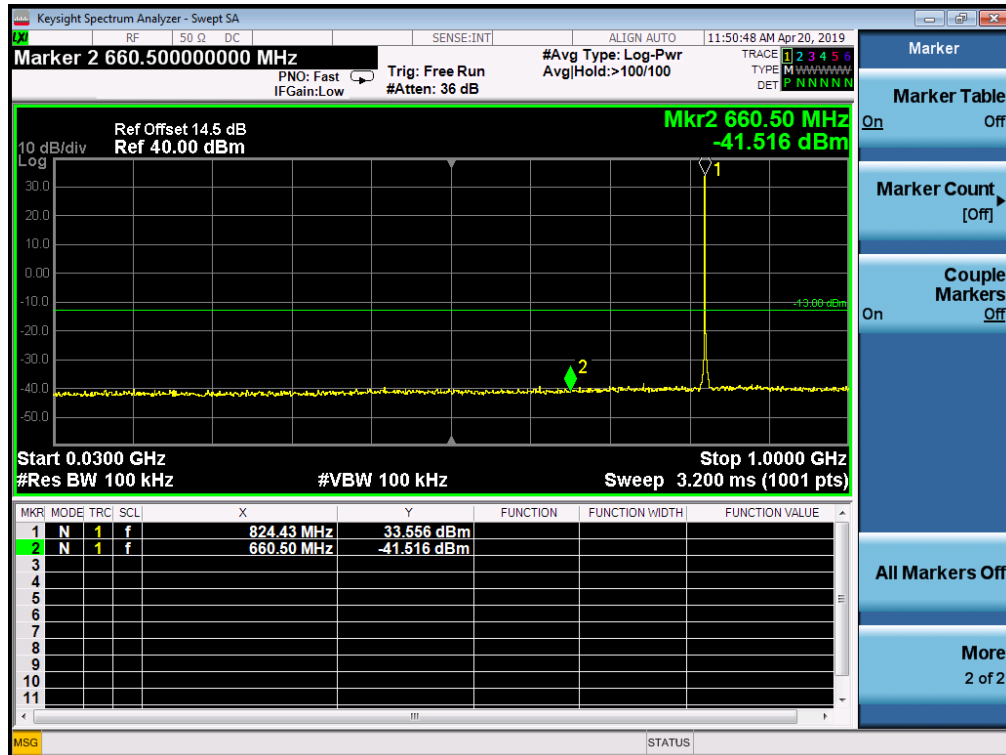 Keysight Spectrum Analyzer - Swept SA
LXI RF 50 Ω DC SENSE:INT ALIGN AUTO 11:50:48 AM Apr 20, 2019
Marker 2 660.500000000 MHz
PNO: Fast
IFGain:Low
Trig: Free Run
#Atten: 36 dB
#Avg Type: Log-Pwr
Avg|Hold:>100/100
TRACE 1 2 3 4 5 6
TYPE M WWWWW
DET P N N N N N
Marker
Marker Table
On Off
Marker Count
[Off]
Couple
Markers
On Off
All Markers Off
More
2 of 2
Mkr2 660.50 MHz
-41.516 dBm
Ref Offset 14.5 dB
10 dB/div Ref 40.00 dBm
Log
1
30.0
20.0
10.0
0.00
-10.0
-13.00 dBm
-20.0
-30.0
2
-40.0
-50.0
Start 0.0300 GHz Stop 1.0000 GHz
#Res BW 100 kHz #VBW 100 kHz Sweep 3.200 ms (1001 pts)
MKR MODE TRC SCL X Y FUNCTION FUNCTION WIDTH FUNCTION VALUE
1 N 1 f 824.43 MHz 33.556 dBm
2 N 1 f 660.50 MHz -41.516 dBm
3
4
5
6
7
8
9
10
11
MSG STATUS